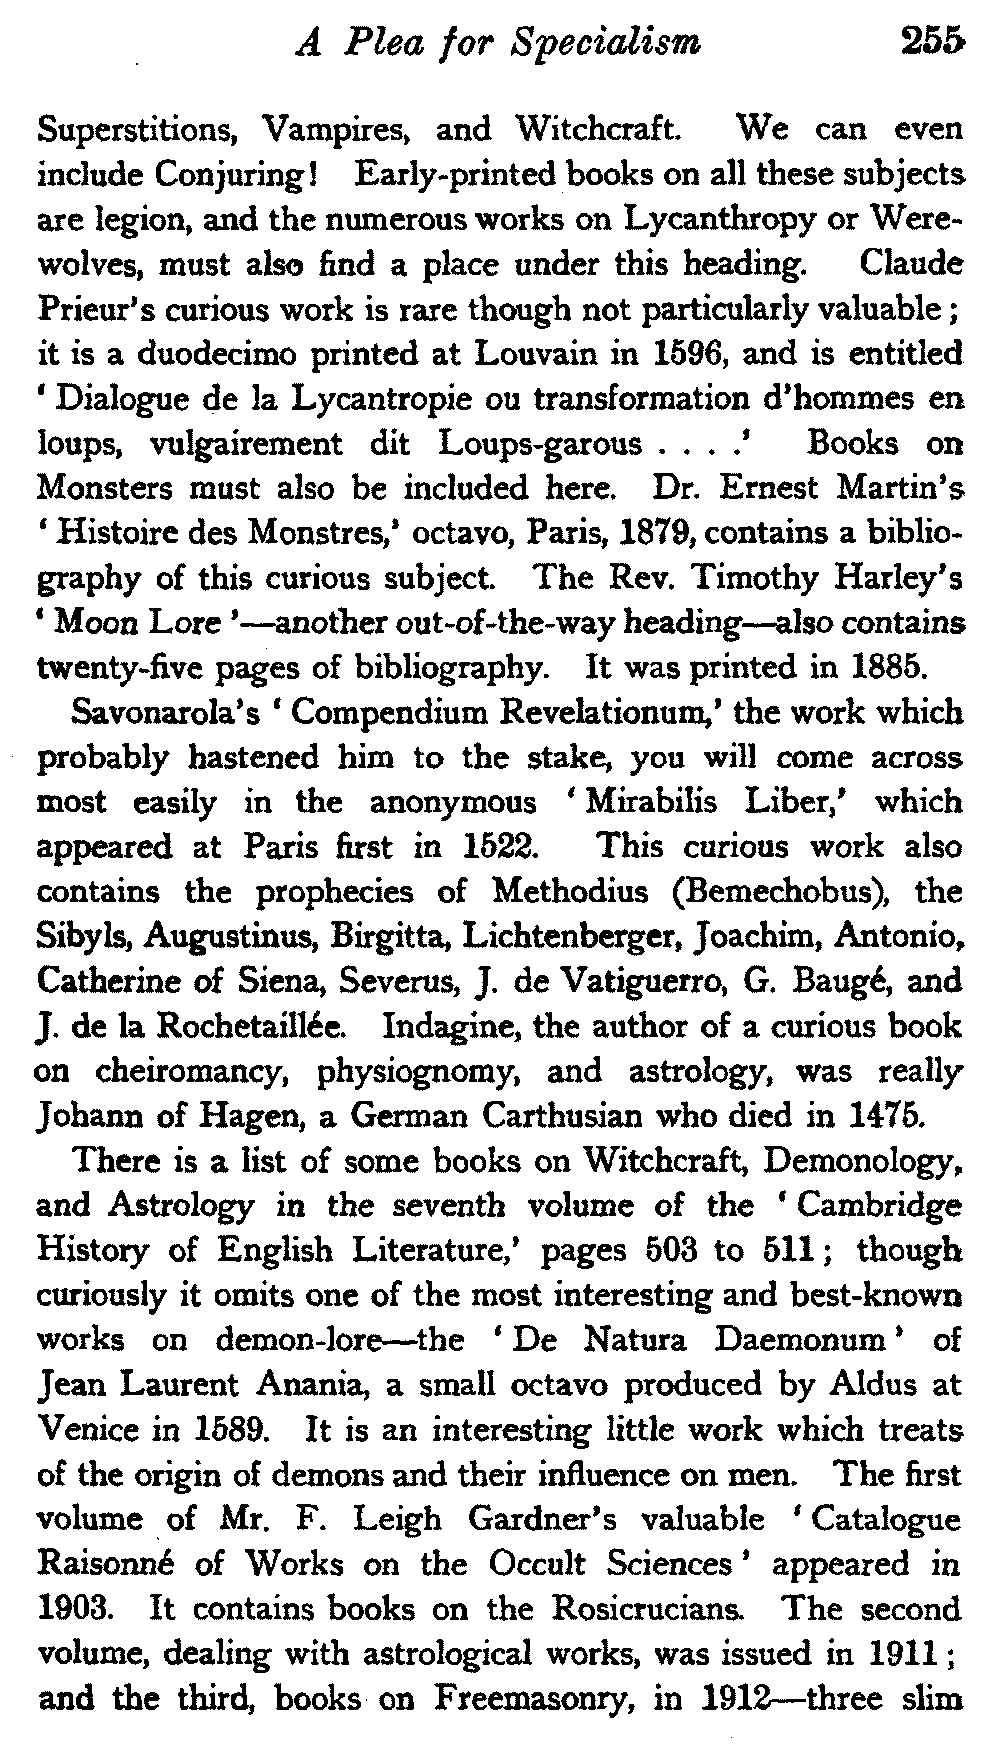 A Plea for Specialism 255
Superstitions, Vampires, and Witchcraft. We can even
include Conjuring! Early-printed books on all these subjects
are legion, and the numerous works on Lycanthropy or Were-
wolves, must also find a place under this heading. Claude
Prieur's curious work is rare though not particularly valuable ;
it is a duodecimo printed at Louvain in 1596, and is entitled
' Dialogue de la Lycantropie ou transformation d'hommes en
loups, vulgairement dit Loups-garous . . . .' Books on
Monsters must also be included here. Dr. Ernest Martin's
' Histoire des Monstres,' octavo, Paris, 1879, contains a biblio-
graphy of this curious subject. The Rev. Timothy Harley's
' Moon Lore '—another out-of-the-way heading—also contains
twenty-five pages of bibliography. It was printed in 1885.
Savonarola's ' Compendium Revelationum,' the work which
probably hastened him to the stake, you will come across
most easily in the anonymous ' Mirabilis Liber,' which
appeared at Paris first in 1522. This curious work also
contains the prophecies of Methodius (Bemechobus), the
Sibyls, Augustinus, Birgitta, Lichtenberger, Joachim, Antonio,
Catherine of Siena, Severus, J. de Vatiguerro, G. Baugé, and
J. de la Rochetaillée. Indagine, the author of a curious book
on cheiromancy, physiognomy, and astrology, was really
Johann of Hagen, a German Carthusian who died in 1475.
There is a list of some books on Witchcraft, Demonology,
and Astrology in the seventh volume of the ' Cambridge
History of English Literature,' pages 503 to 511 ; though
curiously it omits one of the most interesting and best-known
works on demon-lore—the ' De Natura Daemonum ' of
Jean Laurent Anania, a small octavo produced by Aldus at
Venice in 1589. It is an interesting little work which treats
of the origin of demons and their influence on men. The first
volume of Mr. F. Leigh Gardner's valuable ' Catalogue
Raisonné of Works on the Occult Sciences ' appeared in
1903. It contains books on the Rosicrucians. The second
volume, dealing with astrological works, was issued in 1911 ;
and the third, books on Freemasonry, in 1912—three slim